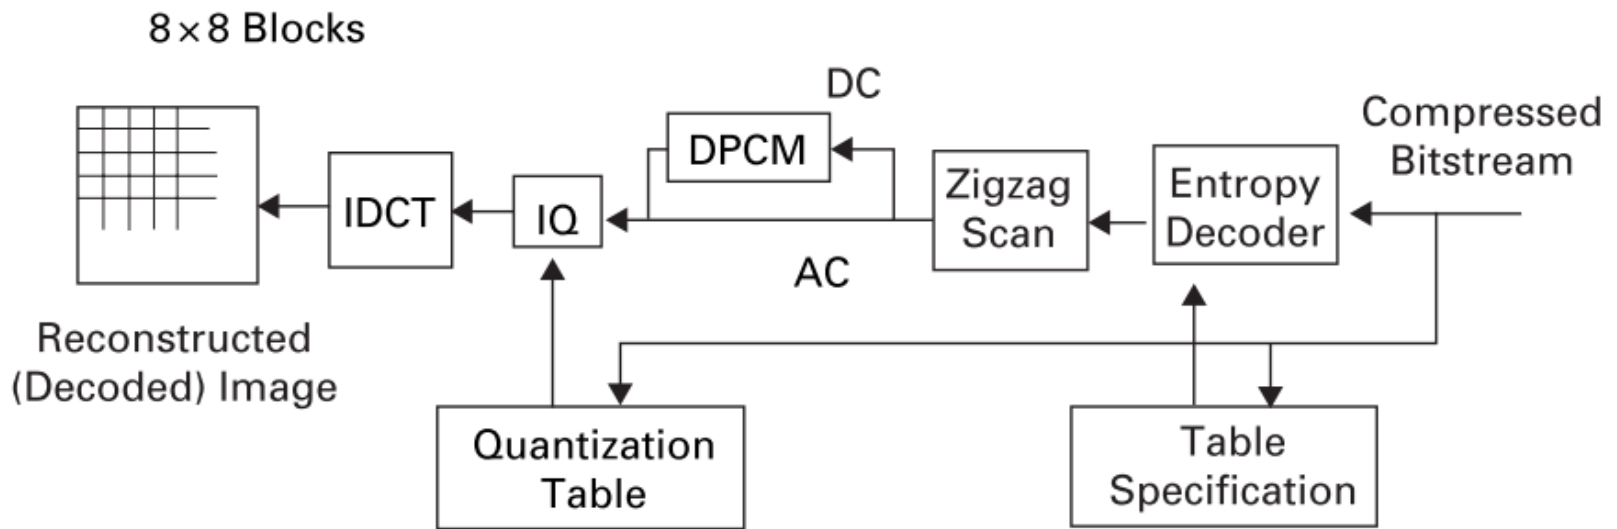 8×8 Blocks
DC
Compressed
Bitstream
DPCM
Zigzag
Scan
Entropy
Decoder
IDCT
IQ
AC
Reconstructed
(Decoded) Image
Quantization
Table
Table
Specification